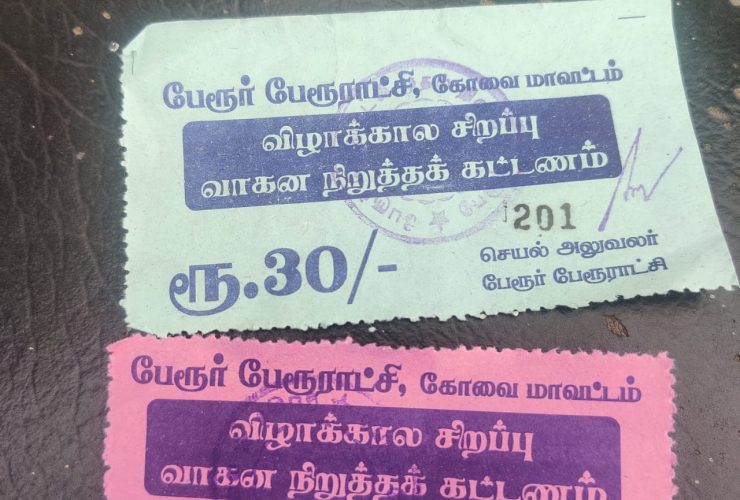 பேரூர் பேரூராட்சி, கோவை மாவட்டம்
விழாக்கால சிறப்பு
வாகன நிறுத்தக் கட்டணம்
201
ரூ.30/-
செயல் அலுவலர்
பேரூர் பேரூராட்சி
பேரூர் பேரூராட்சி, கோவை மாவட்டம்
விழாக்கால சிறப்பு
வாகன நிறுத்தக் கட்டணம்